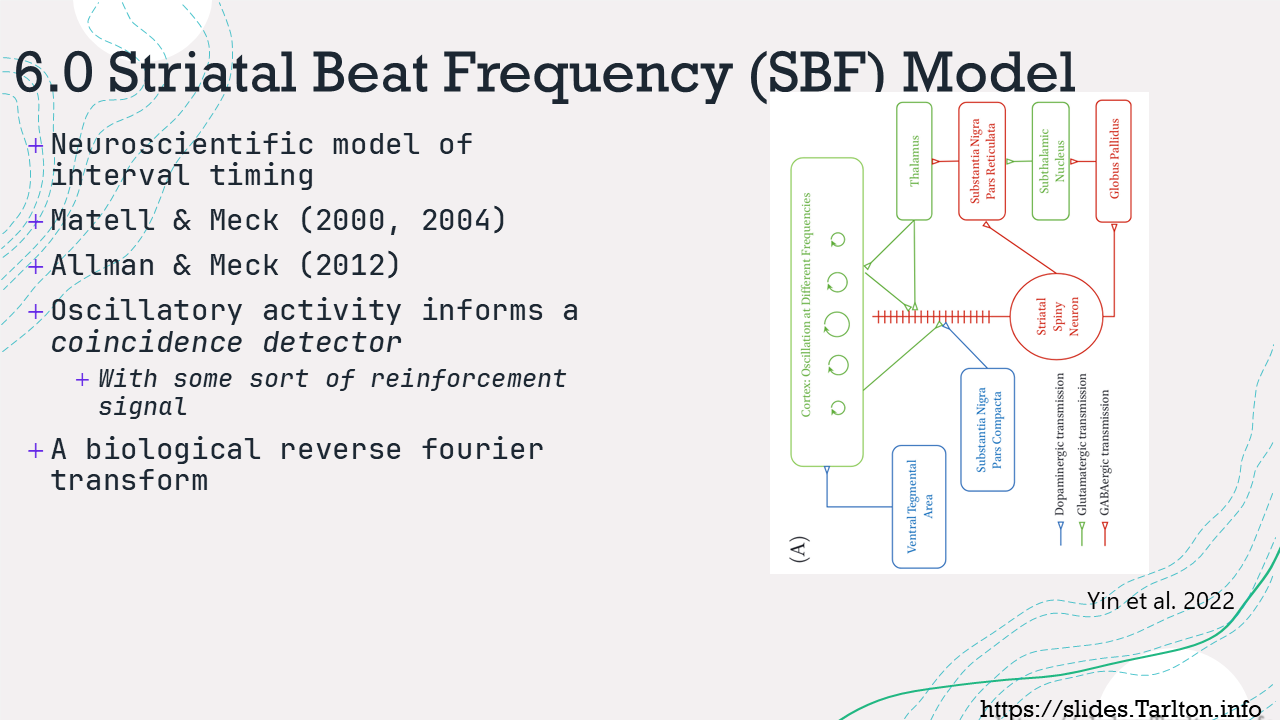 6.0 Striatal Beat Frequency (SBF) Model
+ Neuroscientific model of
interval timing
+ Matell & Meck (2000, 2004)
+ Allman & Meck (2012)
+ Oscillatory activity informs a
coincidence detector
+ With some sort of reinforcement
signal
+ A biological reverse fourier
transform
(A)
Cortex: Oscillation at Different Frequencies
Ventral Tegmental
Area
Substantia Nigra
Pars Compacta
Thalamus
Substantia Nigra
Pars Reticulata
Subthalamic
Nucleus
Globus Pallidus
Striatal
Spiny
Neuron
Dopaminergic transmission
Glutamatergic transmission
GABAergic transmission
Yin et al. 2022
https://slides.Tarlton.info